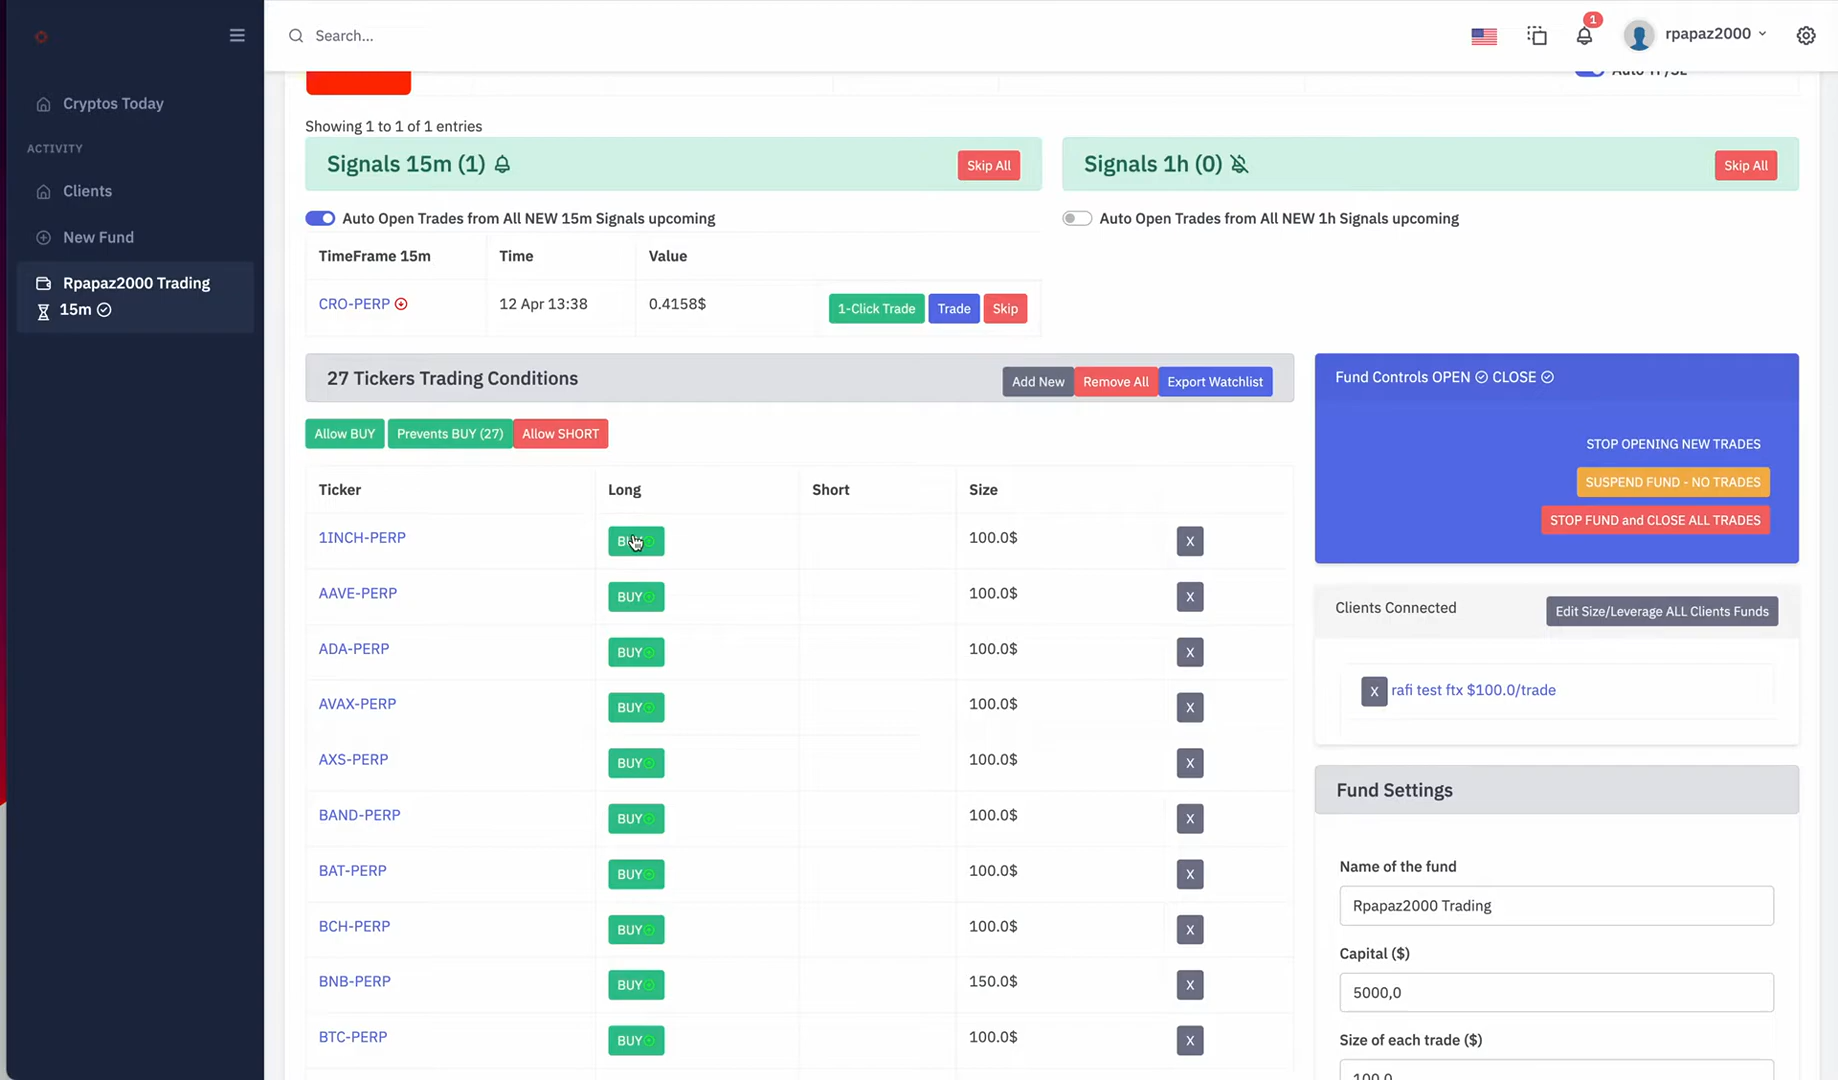 Search...
1
rpapaz2000
Cryptos Today
ACTIVITY
Clients
New Fund
Rpapaz2000 Trading
15m
Showing 1 to 1 of 1 entries
Signals 15m (1)
Skip All
Signals 1h (0)
Skip All
Auto Open Trades from All NEW 15m Signals upcoming
Auto Open Trades from All NEW 1h Signals upcoming
TimeFrame 15m Time Value
CRO-PERP 12 Apr 13:38 0.4158$ 1-Click Trade Trade Skip
27 Tickers Trading Conditions
Add New Remove All Export Watchlist
Allow BUY Prevents BUY (27) Allow SHORT
Ticker Long Short Size
1INCH-PERP 100.0$ X
AAVE-PERP BUY 100.0$ X
ADA-PERP BUY 100.0$ X
AVAX-PERP BUY 100.0$ X
AXS-PERP BUY 100.0$ X
BAND-PERP BUY 100.0$ X
BAT-PERP BUY 100.0$ X
BCH-PERP BUY 100.0$ X
BNB-PERP BUY 150.0$ X
BTC-PERP BUY 100.0$ X
Fund Controls OPEN CLOSE
STOP OPENING NEW TRADES
SUSPEND FUND - NO TRADES
STOP FUND and CLOSE ALL TRADES
Clients Connected
Edit Size/Leverage ALL Clients Funds
X rafi test ftx $100.0/trade
Fund Settings
Name of the fund
Rpapaz2000 Trading
Capital ($)
5000,0
Size of each trade ($)